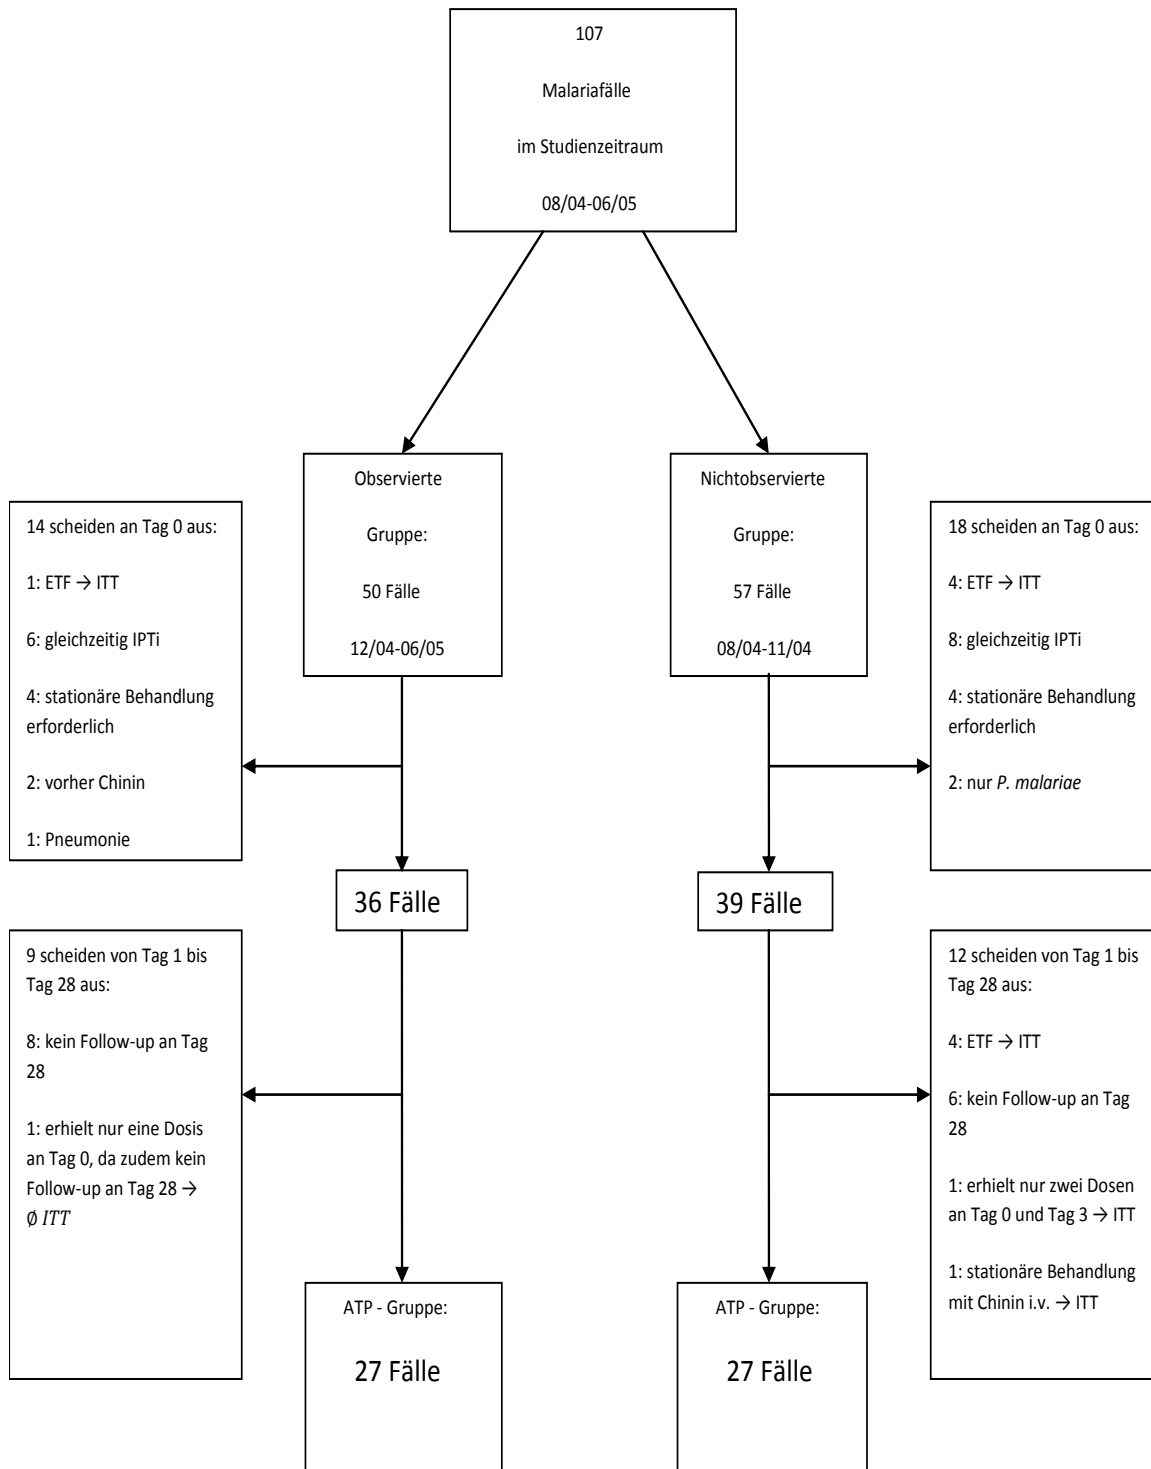 107
Malariafälle
im Studienzeitraum
08/04-06/05
Observierte
Gruppe:
50 Fälle
12/04-06/05
Nichtobservierte
Gruppe:
57 Fälle
08/04-11/04
14 scheiden an Tag 0 aus:
1: ETF → ITT
6: gleichzeitig IPTi
4: stationäre Behandlung
erforderlich
2: vorher Chinin
1: Pneumonie
18 scheiden an Tag 0 aus:
4: ETF → ITT
8: gleichzeitig IPTi
4: stationäre Behandlung
erforderlich
2: nur P. malariae
36 Fälle
39 Fälle
9 scheiden von Tag 1 bis
Tag 28 aus:
8: kein Follow-up an Tag
28
1: erhielt nur eine Dosis
an Tag 0, da zudem kein
Follow-up an Tag 28 →
∅ ITT
12 scheiden von Tag 1 bis
Tag 28 aus:
4: ETF → ITT
6: kein Follow-up an Tag
28
1: erhielt nur zwei Dosen
an Tag 0 und Tag 3 → ITT
1: stationäre Behandlung
mit Chinin i.v. → ITT
ATP - Gruppe:
27 Fälle
ATP - Gruppe:
27 Fälle